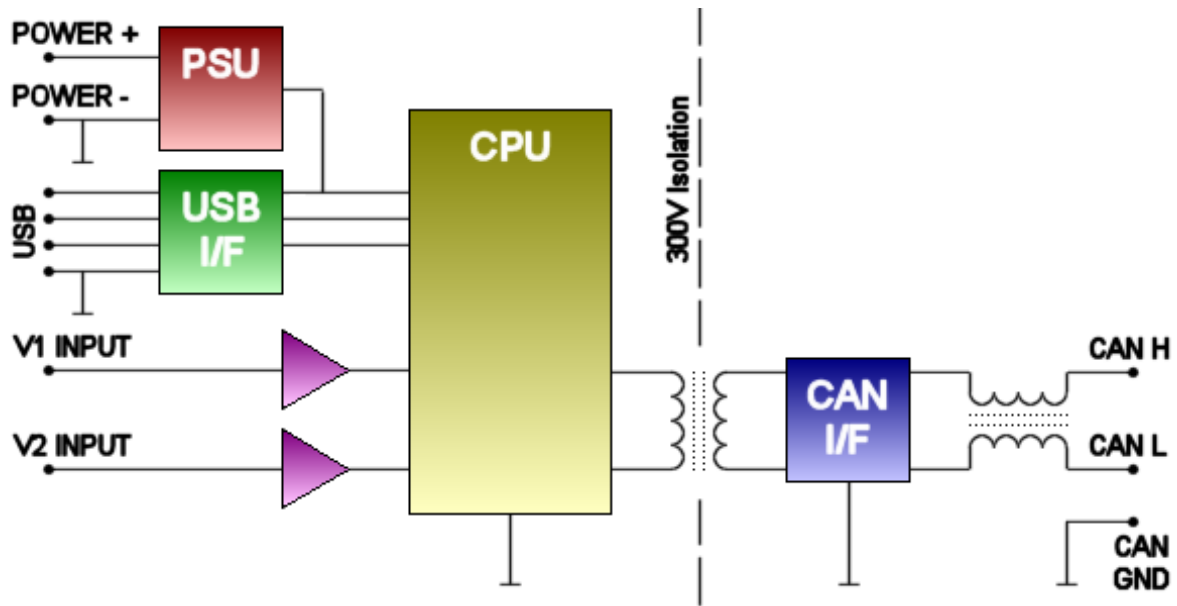 POWER +
PSU
POWER -
USB
I/F
USB
CPU
300V Isolation
V1 INPUT
V2 INPUT
CAN
I/F
CAN H
CAN L
CAN
GND